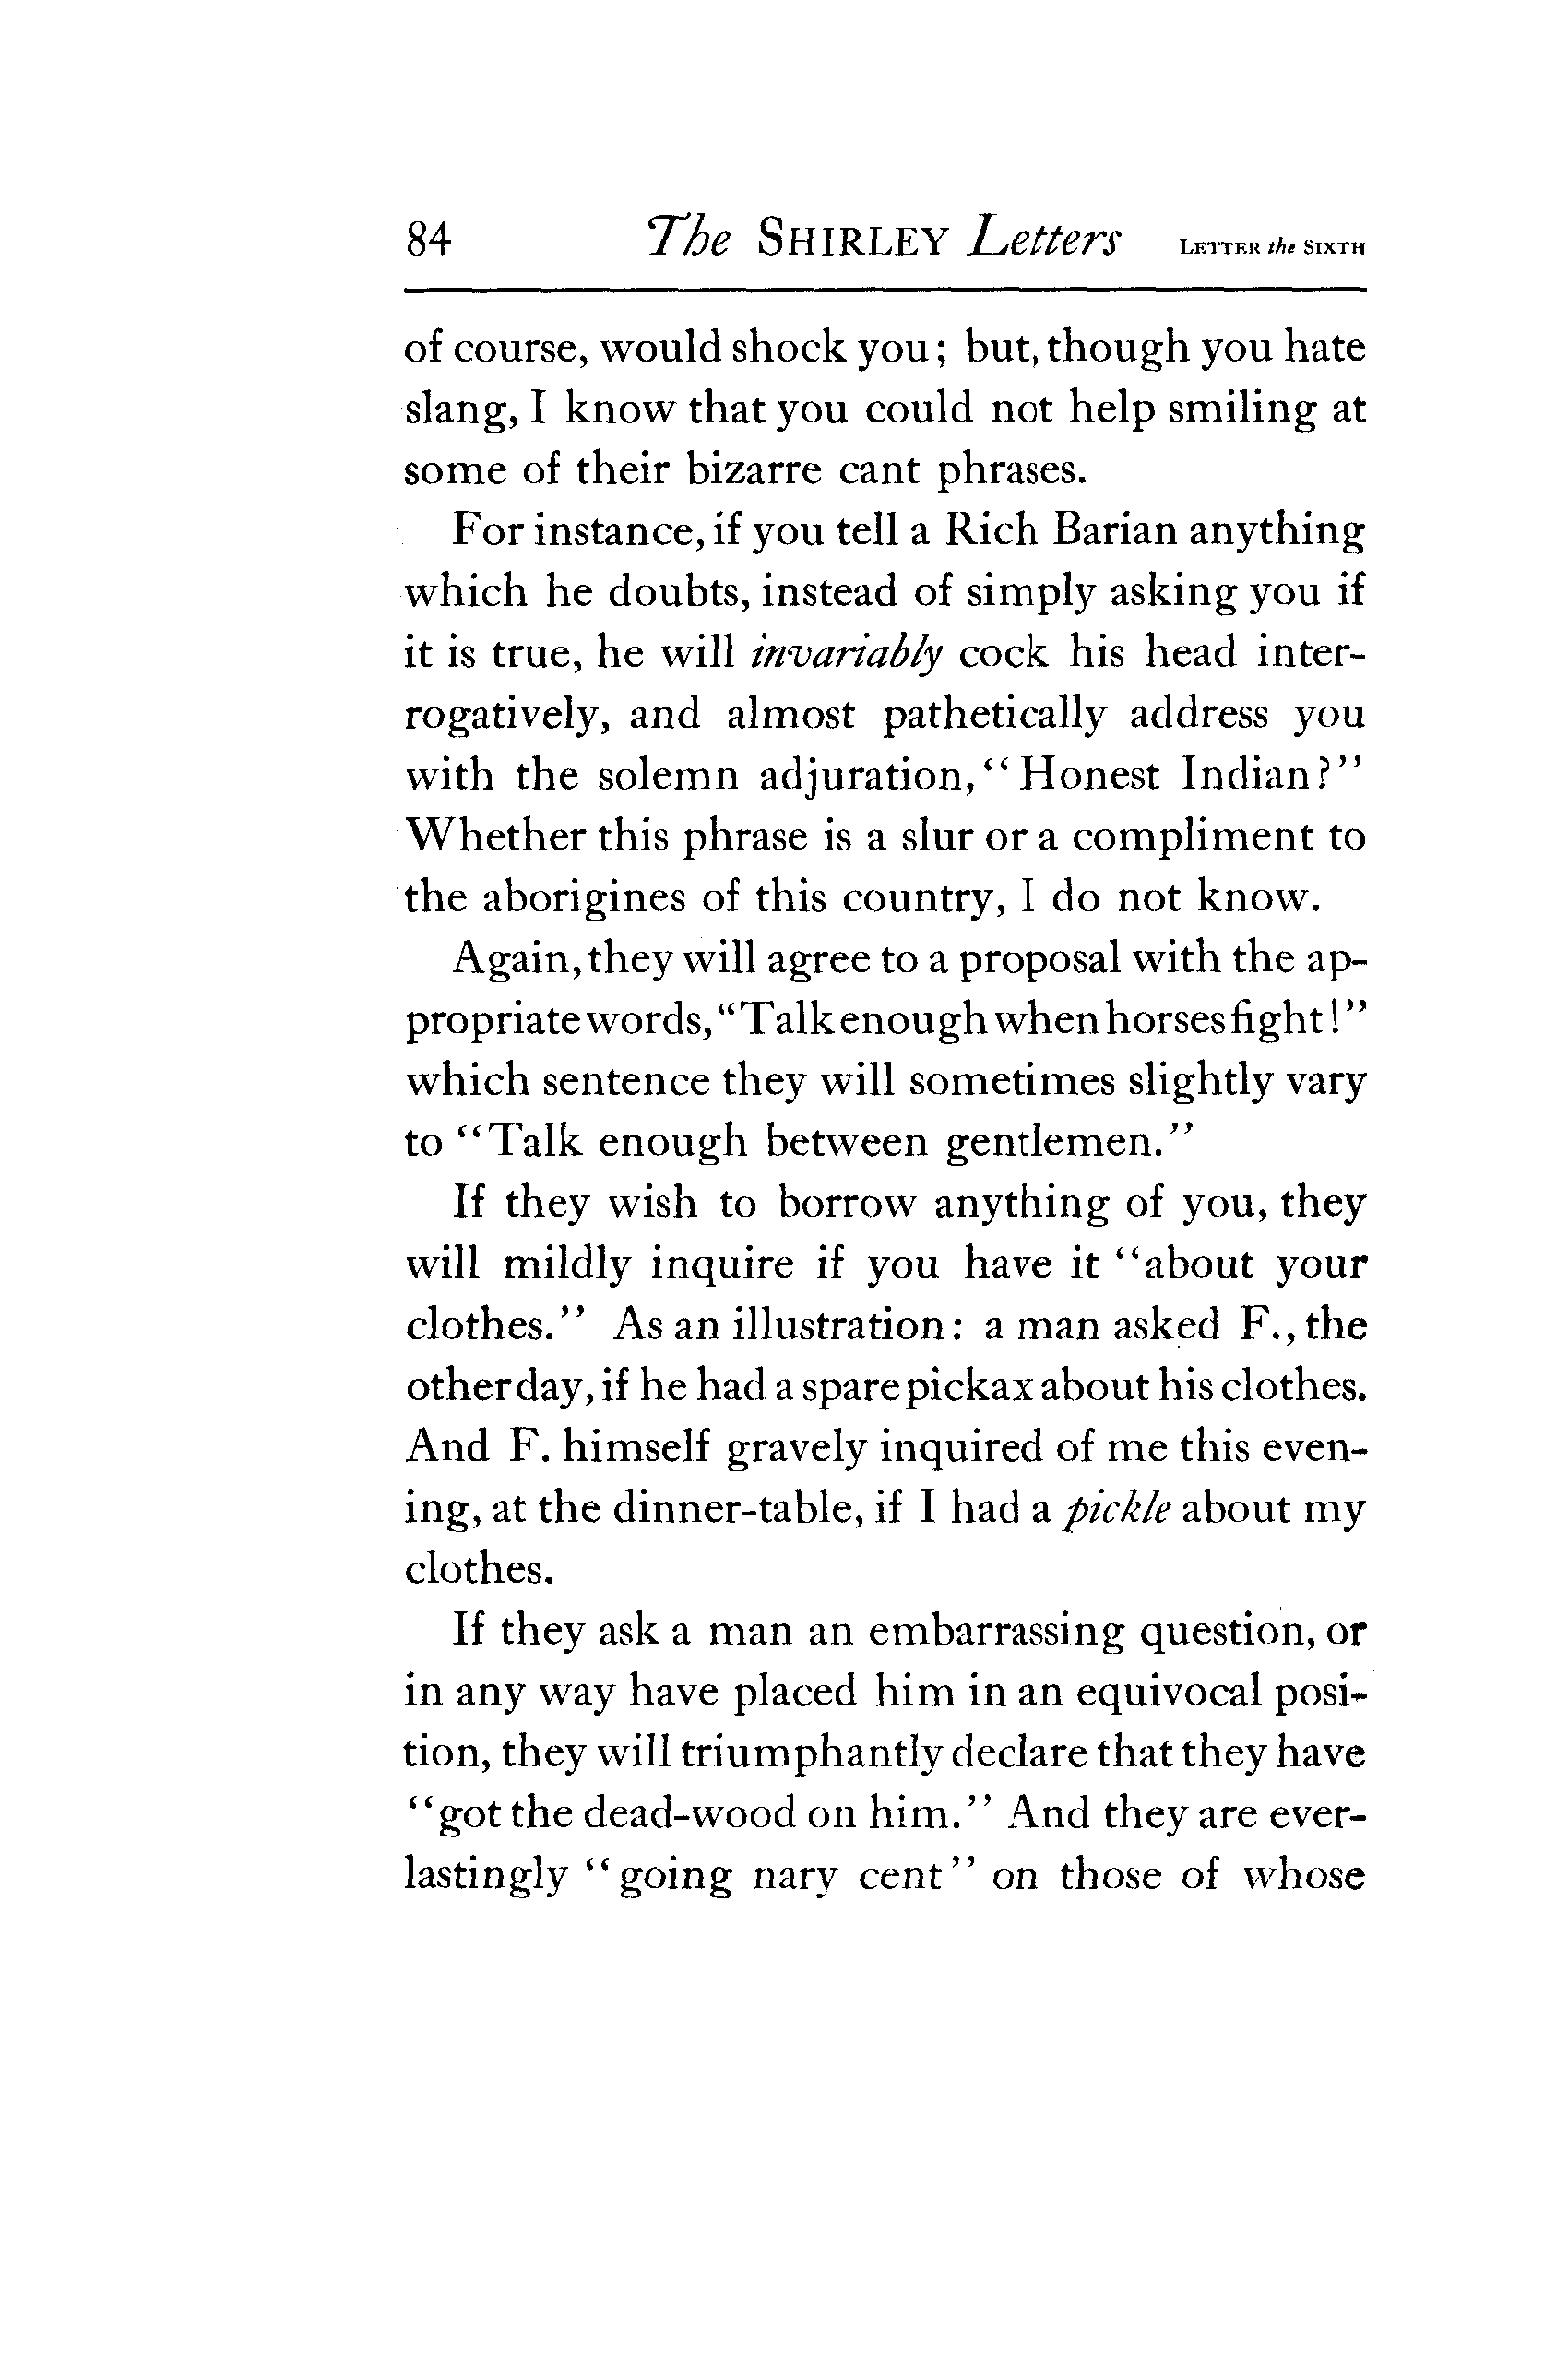 84 The SHIRLEY Letters LETTER the SIXTH
of course, would shock you; but, though you hate
slang, I know that you could not help smiling at
some of their bizarre cant phrases.
For instance, if you tell a Rich Barian anything
which he doubts, instead of simply asking you if
it is true, he will invariably cock his head inter-
rogatively, and almost pathetically address you
with the solemn adjuration, "Honest Indian?"
Whether this phrase is a slur or a compliment to
the aborigines of this country, I do not know.
Again, they will agree to a proposal with the ap-
propriate words, "Talk enough when horses fight!"
which sentence they will sometimes slightly vary
to "Talk enough between gentlemen."
If they wish to borrow anything of you, they
will mildly inquire if you have it "about your
clothes." As an illustration: a man asked F., the
other day, if he had a spare pickax about his clothes.
And F. himself gravely inquired of me this even-
ing, at the dinner-table, if I had a pickle about my
clothes.
If they ask a man an embarrassing question, or
in any way have placed him in an equivocal posi-
tion, they will triumphantly declare that they have
"got the dead-wood on him." And they are ever-
lastingly "going nary cent" on those of whose